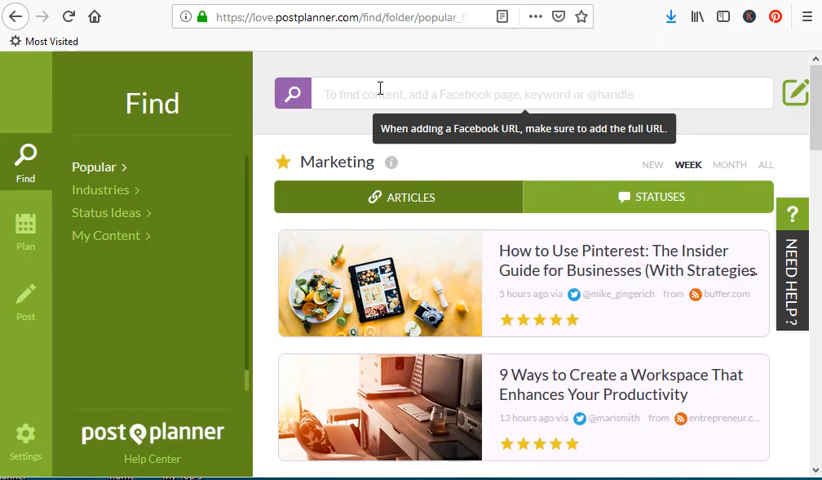 https://love.postplanner.com/find/folder/popular_
Most Visited
Find
To find content, add a Facebook page, keyword or @handle
When adding a Facebook URL, make sure to add the full URL.
Find
Plan
Post
Settings
Popular >
Industries >
Status Ideas >
My Content >
post planner
Help Center
Marketing
NEW WEEK MONTH ALL
ARTICLES STATUSES
How to Use Pinterest: The Insider
Guide for Businesses (With Strategies
5 hours ago via @mike_gingerich from buffer.com
9 Ways to Create a Workspace That
Enhances Your Productivity
13 hours ago via @marismith from entrepreneur.c...
?
NEED HELP?